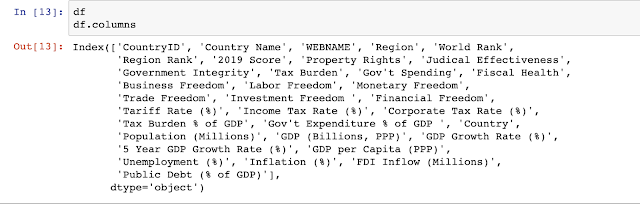 In [13]: df
df.columns
Out[13]: Index(['CountryID', 'Country Name', 'WEBNAME', 'Region', 'World Rank',
'Region Rank', '2019 Score', 'Property Rights', 'Judical Effectiveness',
'Government Integrity', 'Tax Burden', 'Gov't Spending', 'Fiscal Health',
'Business Freedom', 'Labor Freedom', 'Monetary Freedom',
'Trade Freedom', 'Investment Freedom ', 'Financial Freedom',
'Tariff Rate (%)', 'Income Tax Rate (%)', 'Corporate Tax Rate (%)',
'Tax Burden % of GDP', 'Gov't Expenditure % of GDP ', 'Country',
'Population (Millions)', 'GDP (Billions, PPP)', 'GDP Growth Rate (%)',
'5 Year GDP Growth Rate (%)', 'GDP per Capita (PPP)',
'Unemployment (%)', 'Inflation (%)', 'FDI Inflow (Millions)',
'Public Debt (% of GDP)'],
dtype='object')